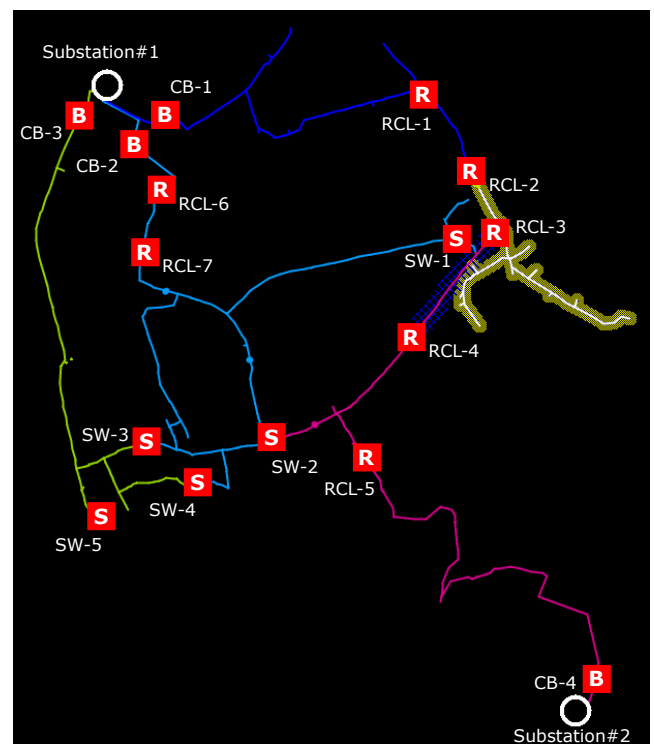 Substation#1
CB-1
B
B
CB-3
B
CB-2
R
RCL-1
R
RCL-2
R
RCL-6
R
RCL-3
S
SW-1
R
RCL-7
R
RCL-4
SW-3
S
S
SW-2
R
RCL-5
S
SW-4
S
SW-5
B
CB-4
Substation#2